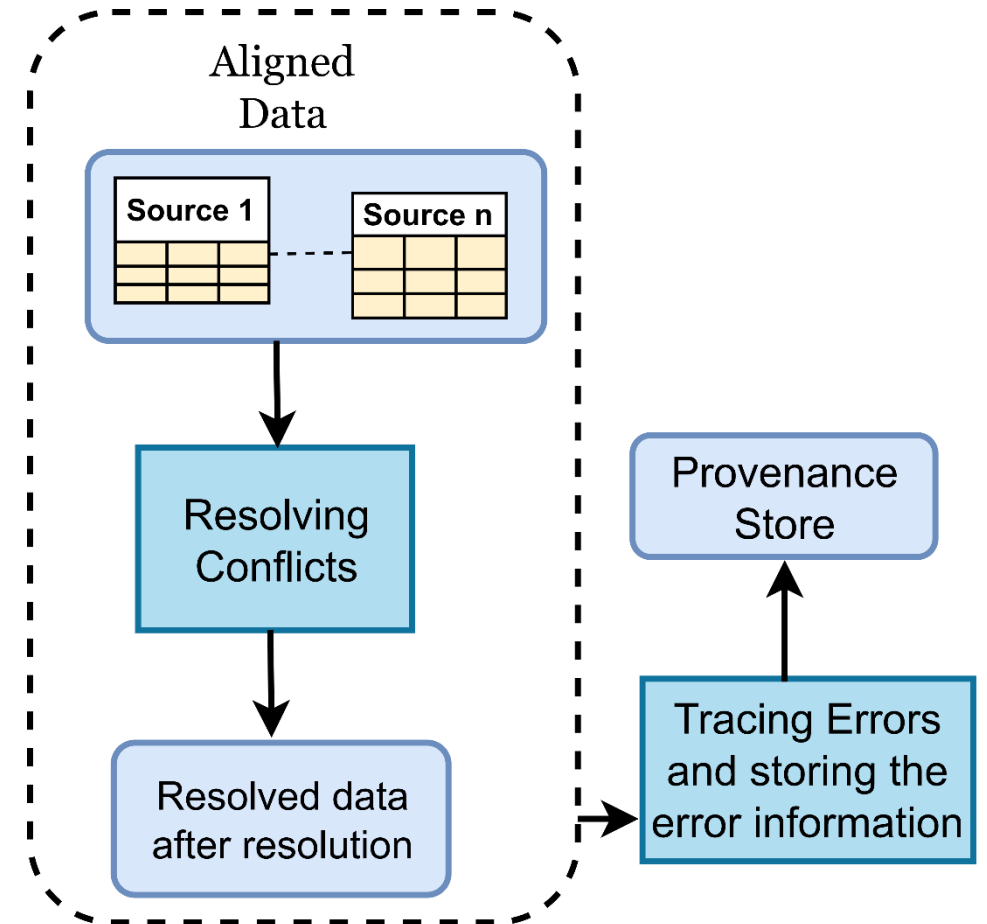 Aligned
Data
Source 1
Source n
Resolving
Conflicts
Resolved data
after resolution
Provenance
Store
Tracing Errors
and storing the
error information